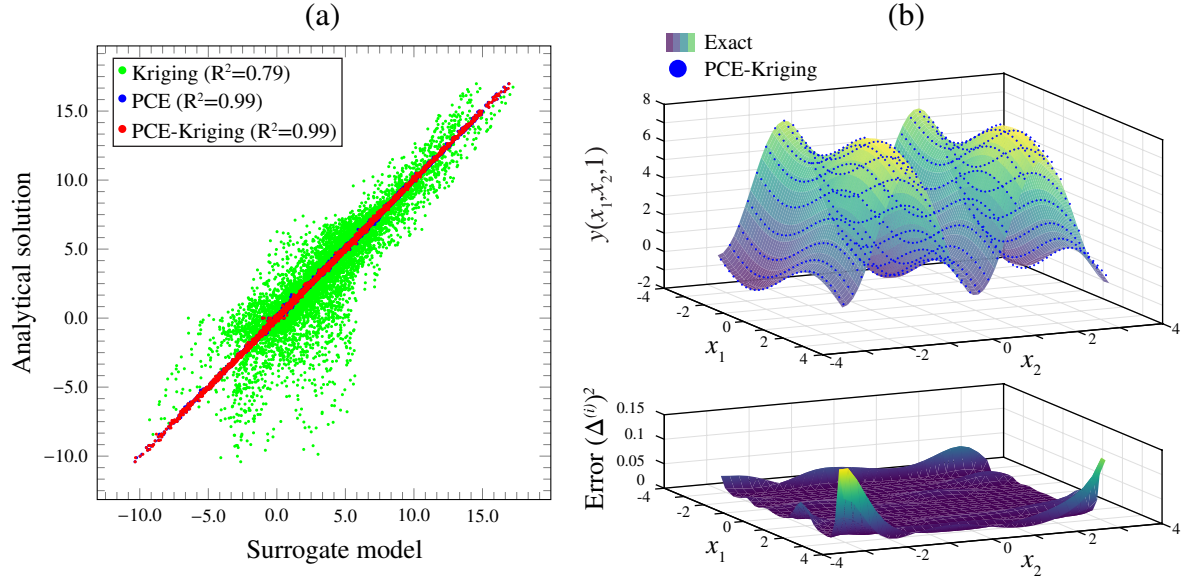 (a)
Kriging (R²=0.79)
PCE (R²=0.99)
PCE-Kriging (R²=0.99)
15.0
10.0
5.0
0.0
−5.0
−10.0
−10.0 −5.0 0.0 5.0 10.0 15.0
Analytical solution
Surrogate model
(b)
Exact
PCE-Kriging
8
6
4
2
0
-2
y(x₁,x₂,1)
-4 -2 0 2 4
x₁
-4 -2 0 2 4
x₂
0.15
0.1
0.05
0
Error (Δ⁽ⁱ⁾)²
-4 -2 0 2 4
x₁
-4 -2 0 2 4
x₂